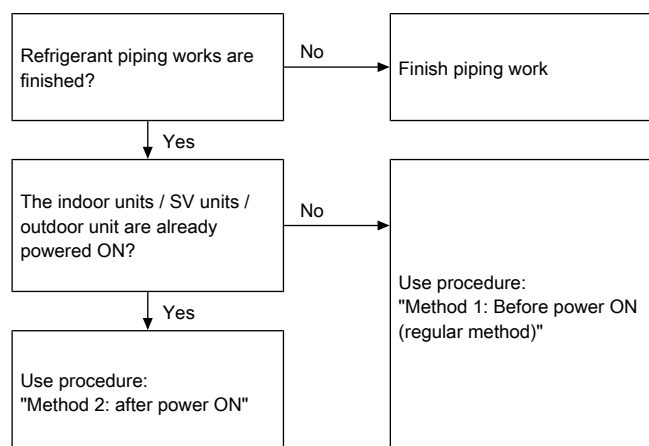 Refrigerant piping works are
finished?
No
Finish piping work
Yes
The indoor units / SV units /
outdoor unit are already
powered ON?
No
Use procedure:
"Method 1: Before power ON
(regular method)"
Yes
Use procedure:
"Method 2: after power ON"